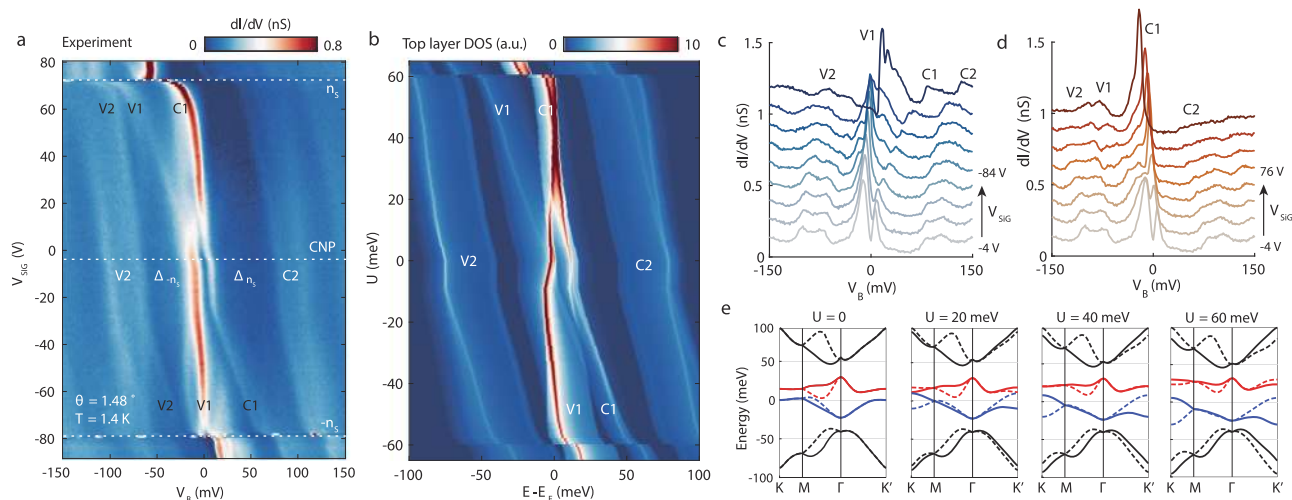 a
Experiment
dI/dV (nS)
0
0.8
V2
V1
C1
nₛ
CNP
V2
Δ₋ₙₛ
Δₙₛ
C2
V2
V1
C1
θ = 1.48°
T = 1.4 K
-nₛ
80
60
40
20
0
-20
-40
-60
-80
V_SiG (V)
-150
-100
-50
0
50
100
150
V_B (mV)
b
Top layer DOS (a.u.)
0
10
V1
C1
V2
C2
V1
C1
60
40
20
0
-20
-40
-60
U (meV)
-100
-50
0
50
100
E - E_F (meV)
c
V1
V2
C1
C2
1.5
1.0
0.5
0
dI/dV (nS)
-84 V
V_SiG
-4 V
-150
0
150
V_B (mV)
d
C1
V2
V1
C2
1.5
1.0
0.5
0
dI/dV (nS)
76 V
V_SiG
-4 V
-150
0
150
V_B (mV)
e
U = 0
U = 20 meV
U = 40 meV
U = 60 meV
100
50
0
-50
-100
Energy (meV)
K M Γ K'
K M Γ K'
K M Γ K'
K M Γ K'